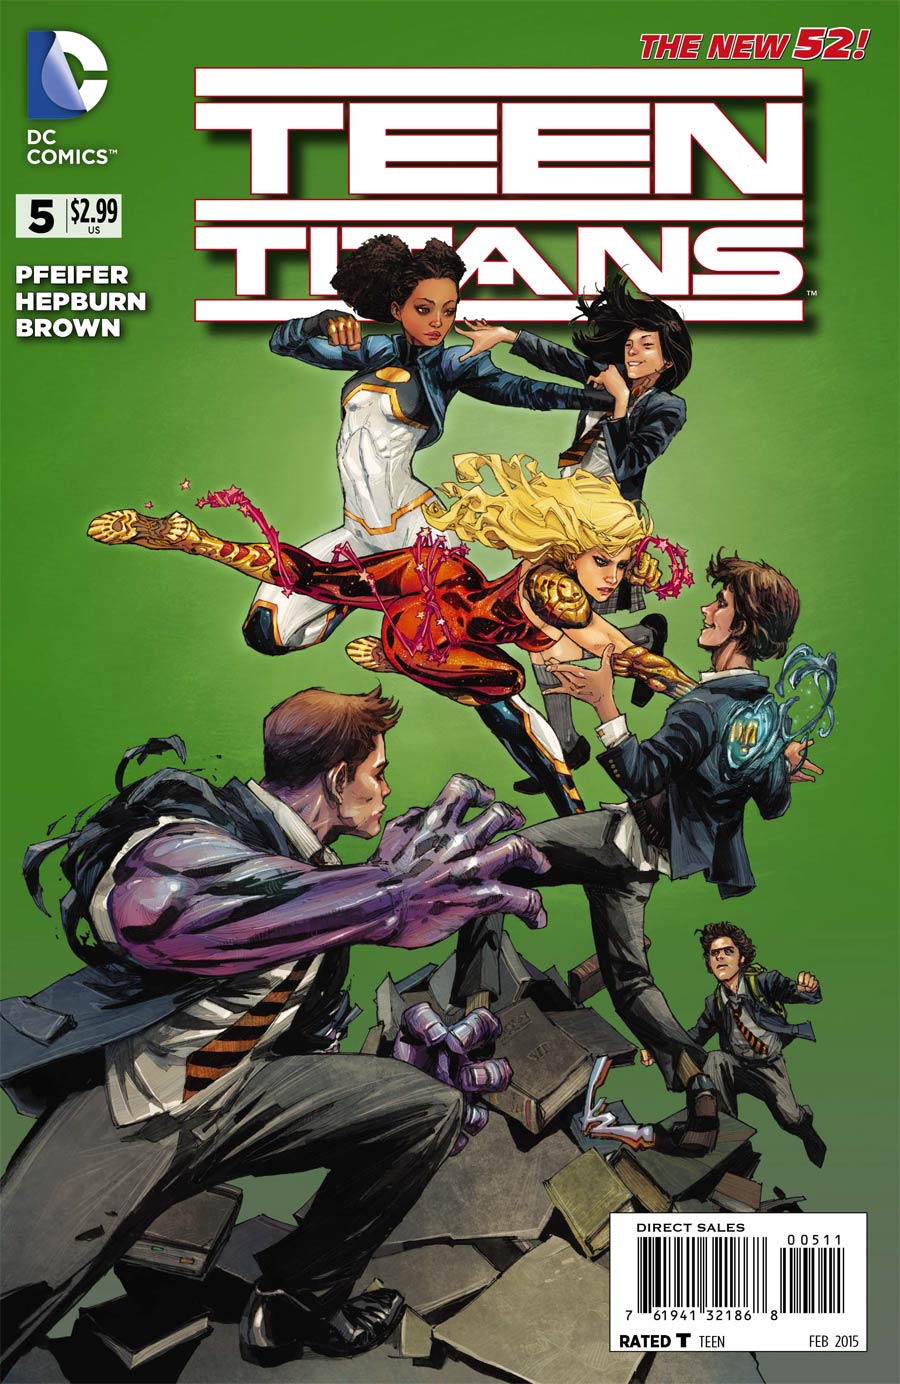 THE NEW 52!
DC
COMICS™
TEEN
TITANS™
5 $2.99
US
PFEIFER
HEPBURN
BROWN
DIRECT SALES
00511
7 61941 32186 8
RATED T TEEN FEB 2015